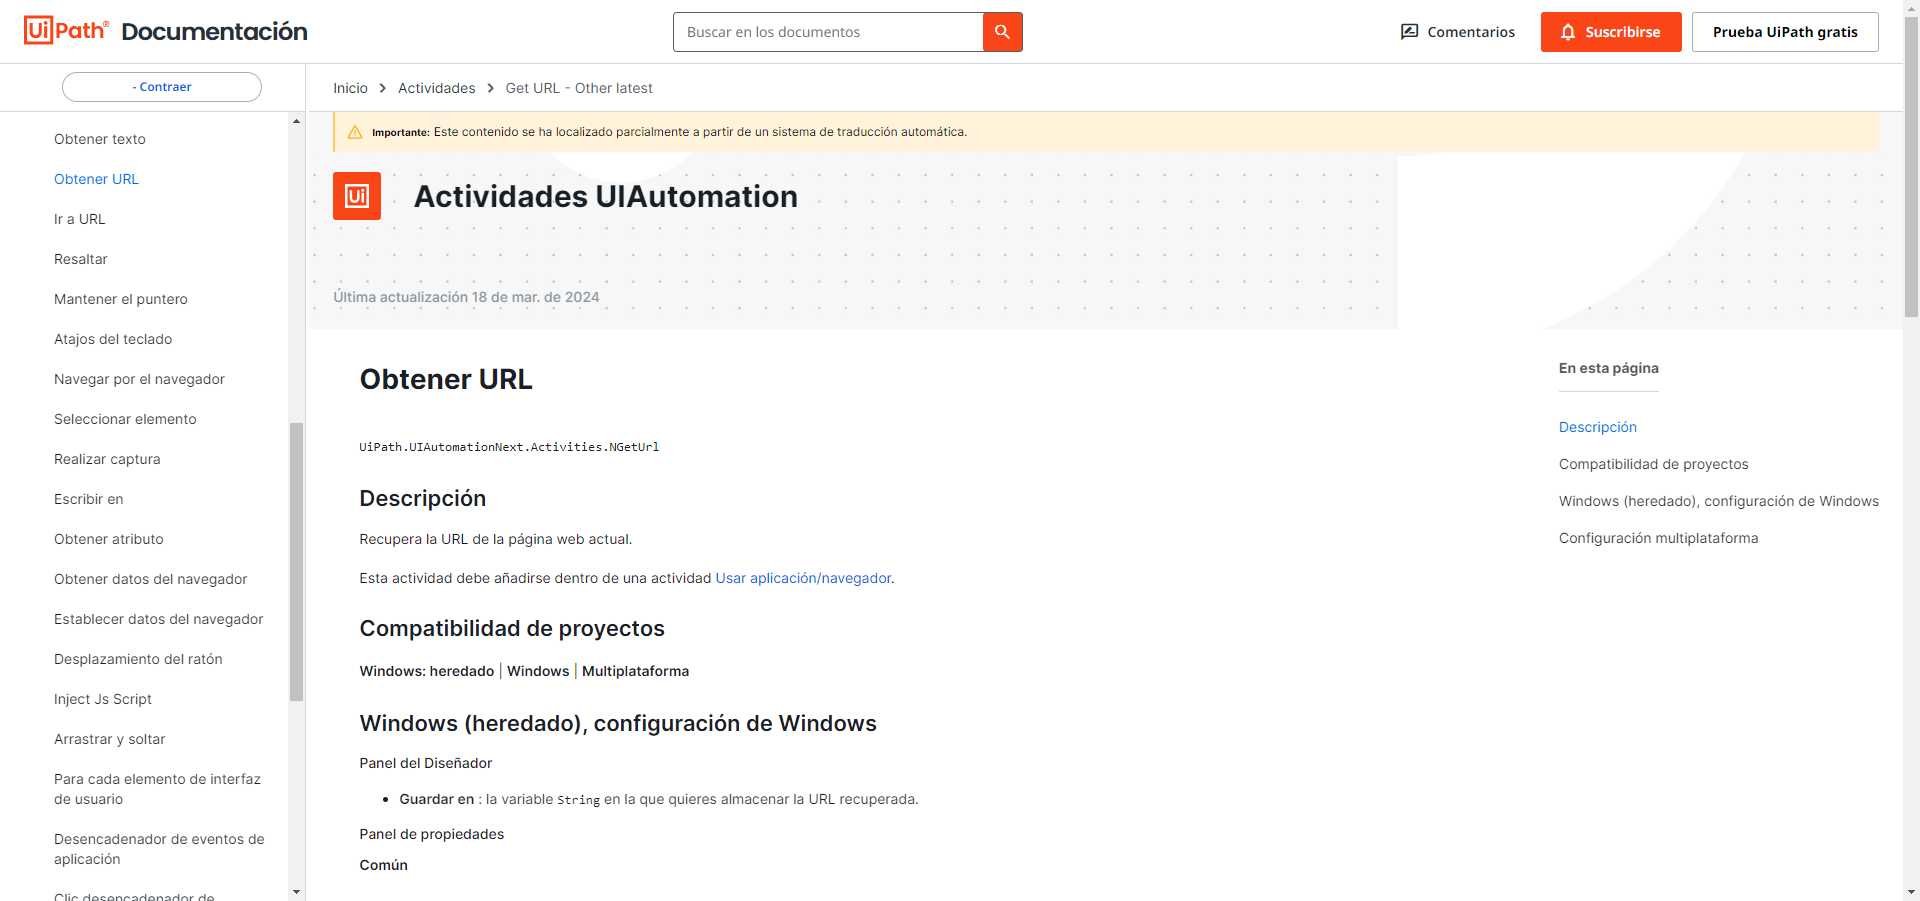 UiPath® Documentación
Buscar en los documentos
Comentarios
Suscribirse
Prueba UiPath gratis
- Contraer
Inicio
Actividades
Get URL - Other latest
Obtener texto
Obtener URL
Ir a URL
Resaltar
Mantener el puntero
Atajos del teclado
Navegar por el navegador
Seleccionar elemento
Realizar captura
Escribir en
Obtener atributo
Obtener datos del navegador
Establecer datos del navegador
Desplazamiento del ratón
Inject Js Script
Arrastrar y soltar
Para cada elemento de interfaz
de usuario
Desencadenador de eventos de
aplicación
Clic desencadenador de
Importante: Este contenido se ha localizado parcialmente a partir de un sistema de traducción automática.
Ui
Actividades UIAutomation
Última actualización 18 de mar. de 2024
Obtener URL
UiPath.UIAutomationNext.Activities.NGetUrl
Descripción
Recupera la URL de la página web actual.
Esta actividad debe añadirse dentro de una actividad Usar aplicación/navegador.
Compatibilidad de proyectos
Windows: heredado | Windows | Multiplataforma
Windows (heredado), configuración de Windows
Panel del Diseñador
• Guardar en : la variable String en la que quieres almacenar la URL recuperada.
Panel de propiedades
Común
En esta página
Descripción
Compatibilidad de proyectos
Windows (heredado), configuración de Windows
Configuración multiplataforma